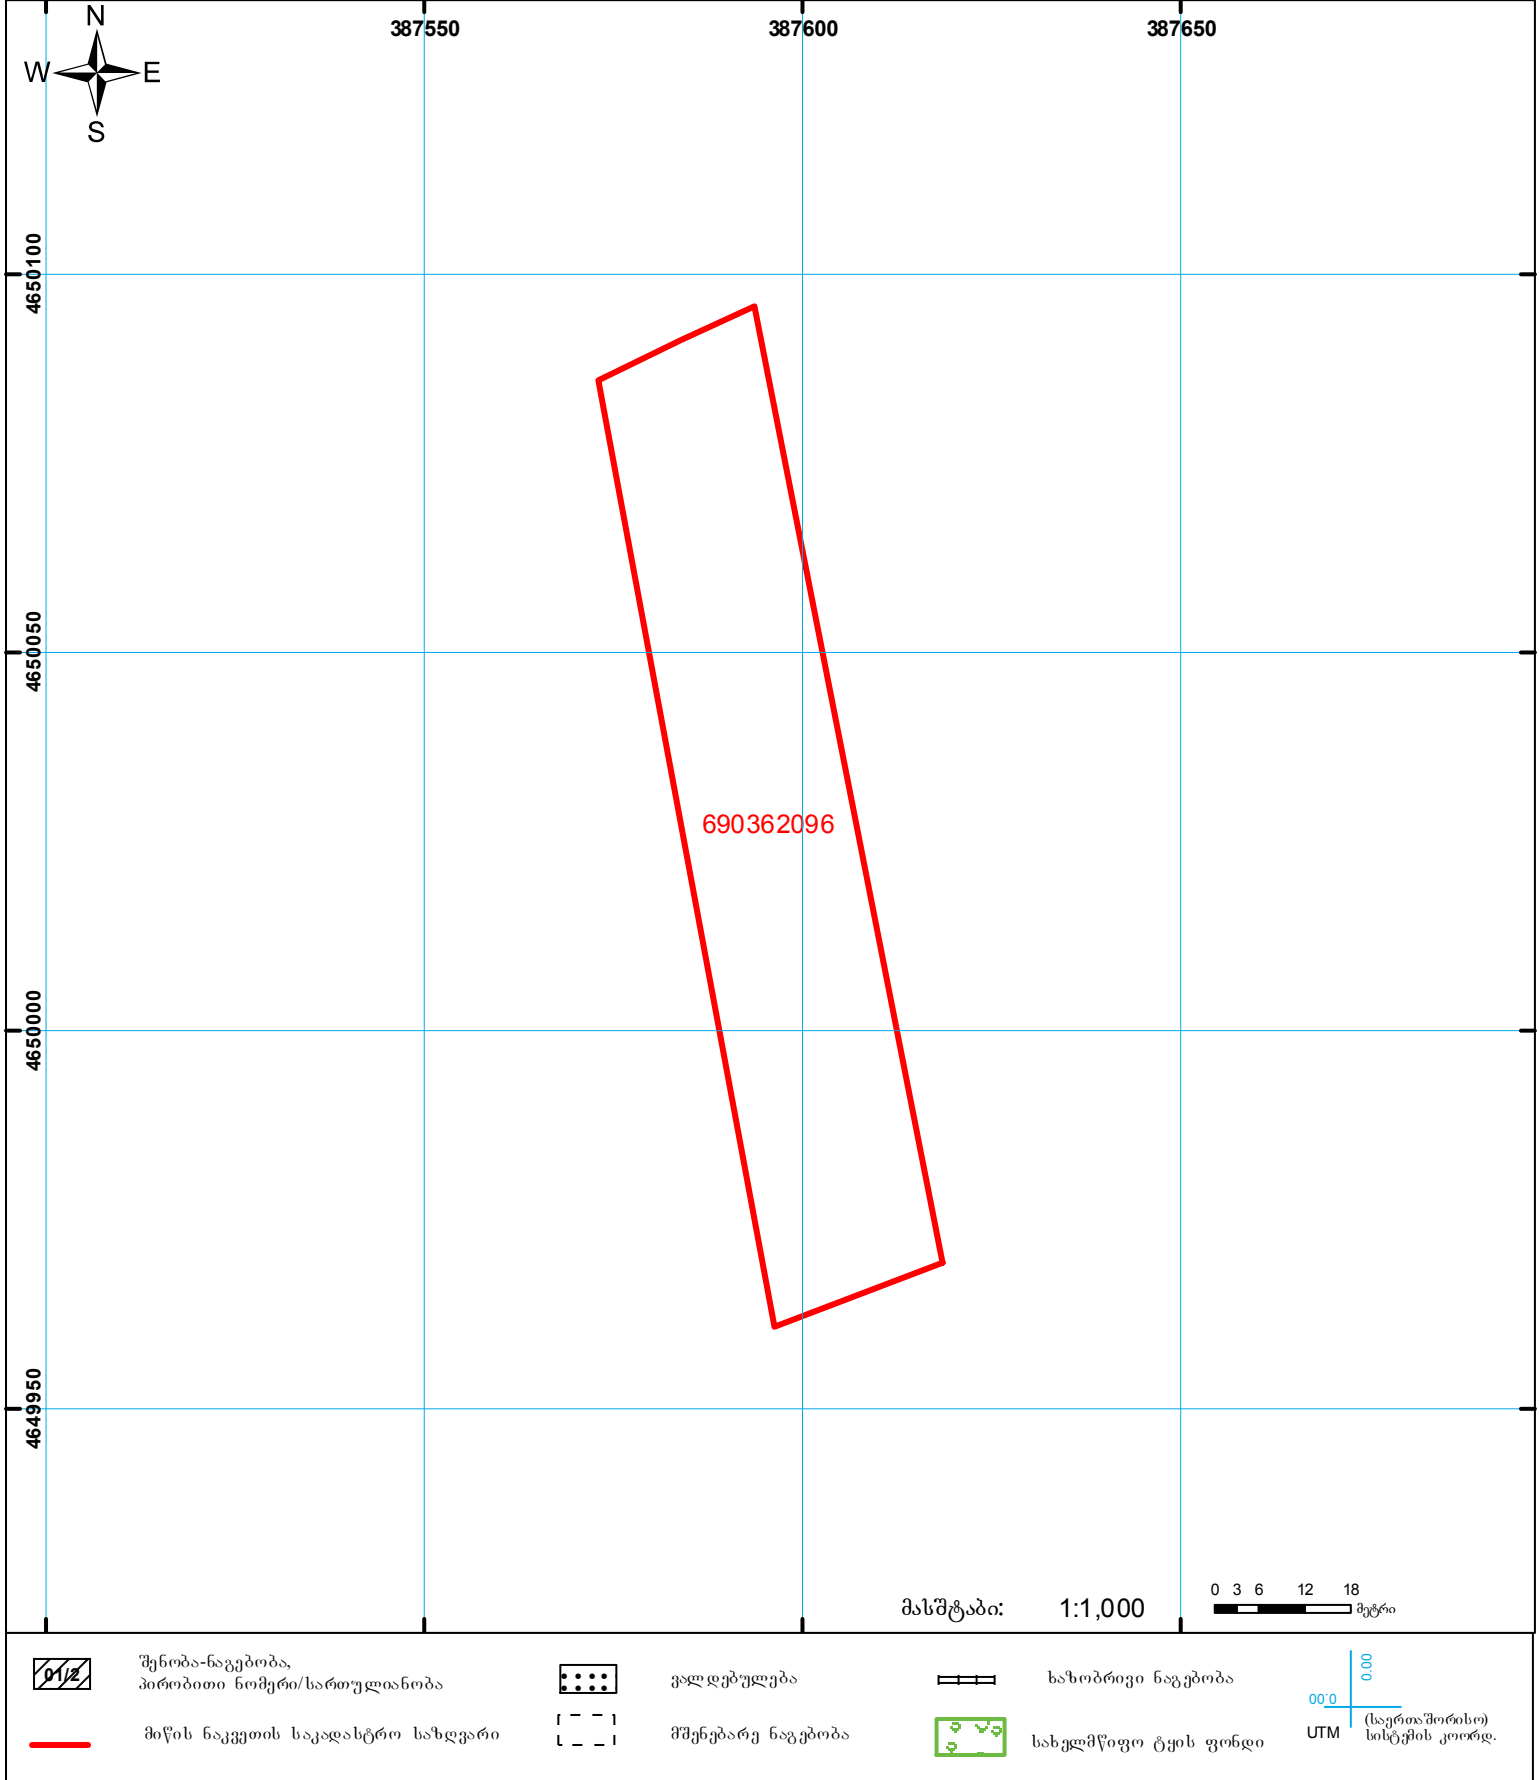 N
W E
S
387550 387600 387650
4650100
4650050
4650000
4649950
690362096
მასშტაბი: 1:1,000
0 3 6 12 18
მეტრი
01/2
შენობა-ნაგებობა,
პირობითი ნომერი/სართულიანობა
ვალდებულება
ხაზობრივი ნაგებობა
მიწის ნაკვეთის საკადასტრო საზღვარი
მშენებარე ნაგებობა
სახელმწიფო ტყის ფონდი
00.0
00.0
UTM
(საერთაშორისო)
სისტემის კოორდ.